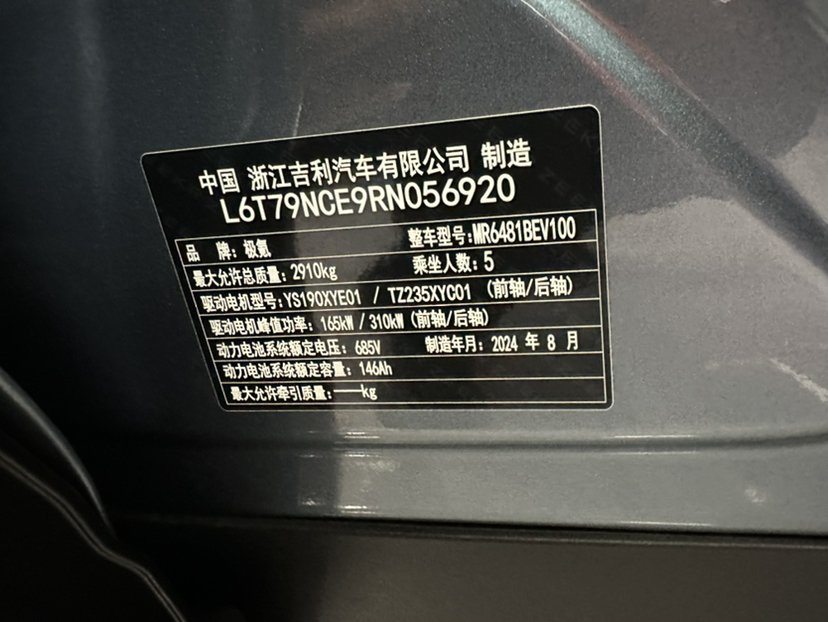 中国 浙江吉利汽车有限公司 制造
L6T79NCE9RN056920
品 牌:极氪 整车型号:MR6481BEV100
最大允许总质量:2910kg 乘坐人数:5
驱动电机型号:YS190XYE01 / TZ235XYC01 (前轴/后轴)
驱动电机峰值功率:165kW / 310kW (前轴/后轴)
动力电池系统额定电压:685V 制造年月:2024 年 8 月
动力电池系统额定容量:146Ah
最大允许牵引质量:——kg